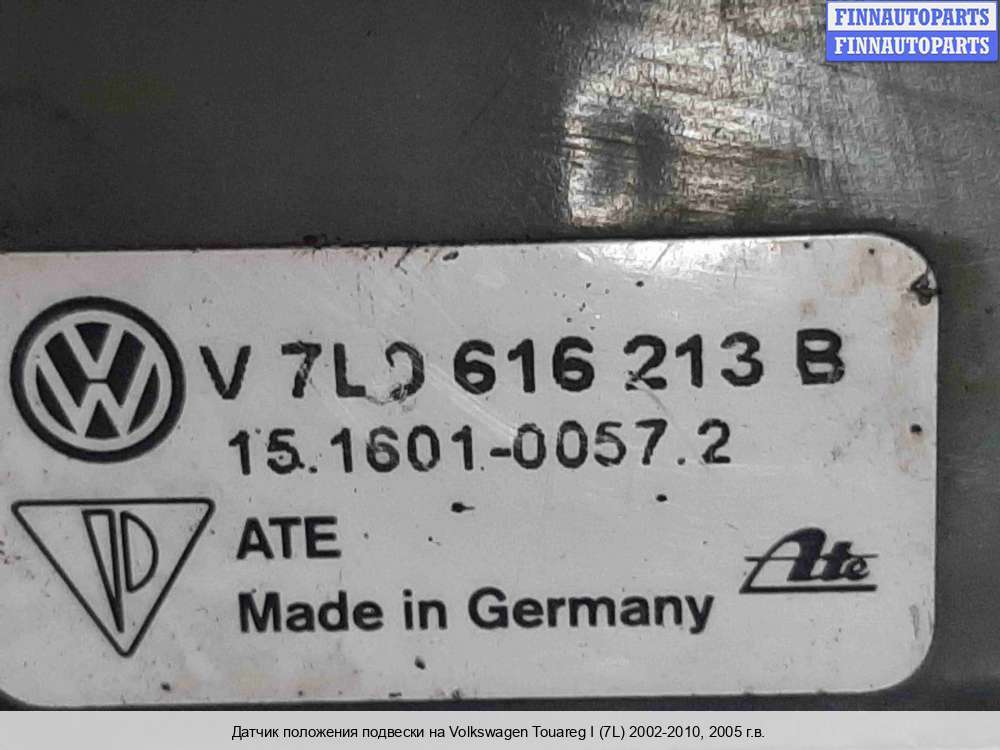 FINNAUTOPARTS
FINNAUTOPARTS
V 7L0 616 213 B
15.1601-0057.2
ATE
Ate
Made in Germany
Датчик положения подвески на Volkswagen Touareg I (7L) 2002-2010, 2005 г.в.